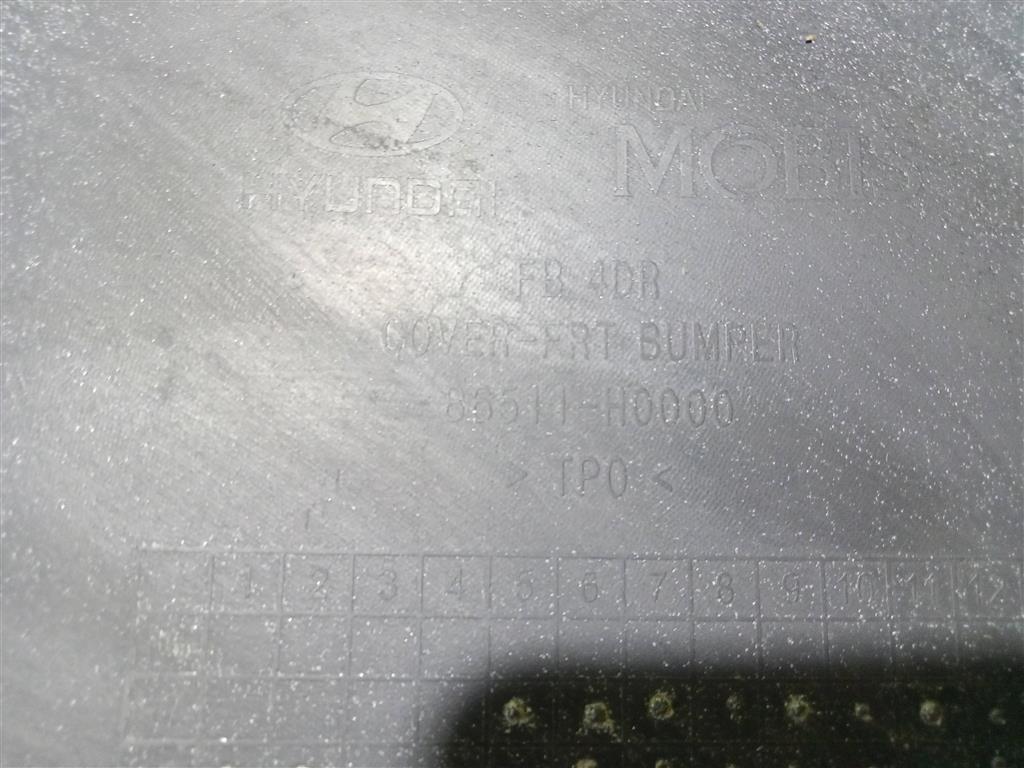 HYUNDAI
HYUNDAI
MOBIS
FB 4DR
COVER-FRT BUMPER
86511-H0000
> TPO <
1 2 3 4 5 6 7 8 9 10 11 12